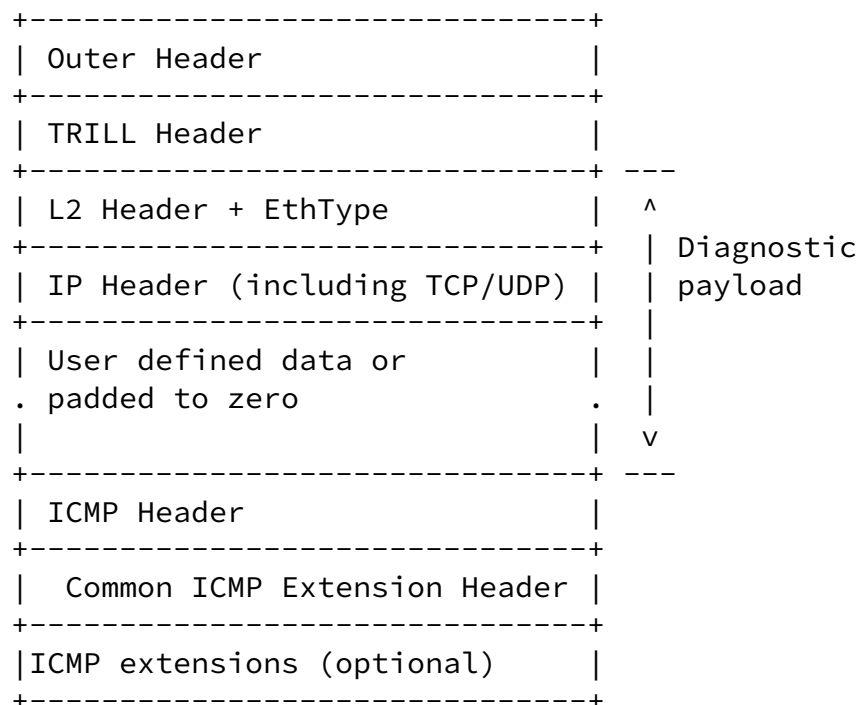 +-------------------------------+
| Outer Header                  |
+-------------------------------+
| TRILL Header                  |
+-------------------------------+ ---
| L2 Header + EthType           |  ^
+-------------------------------+  | Diagnostic
| IP Header (including TCP/UDP) |  | payload
+-------------------------------+  |
| User defined data or          |  |
. padded to zero                .  |
|                               |  v
+-------------------------------+ ---
| ICMP Header                   |
+-------------------------------+
|  Common ICMP Extension Header |
+-------------------------------+
|ICMP extensions (optional)     |
+-------------------------------+